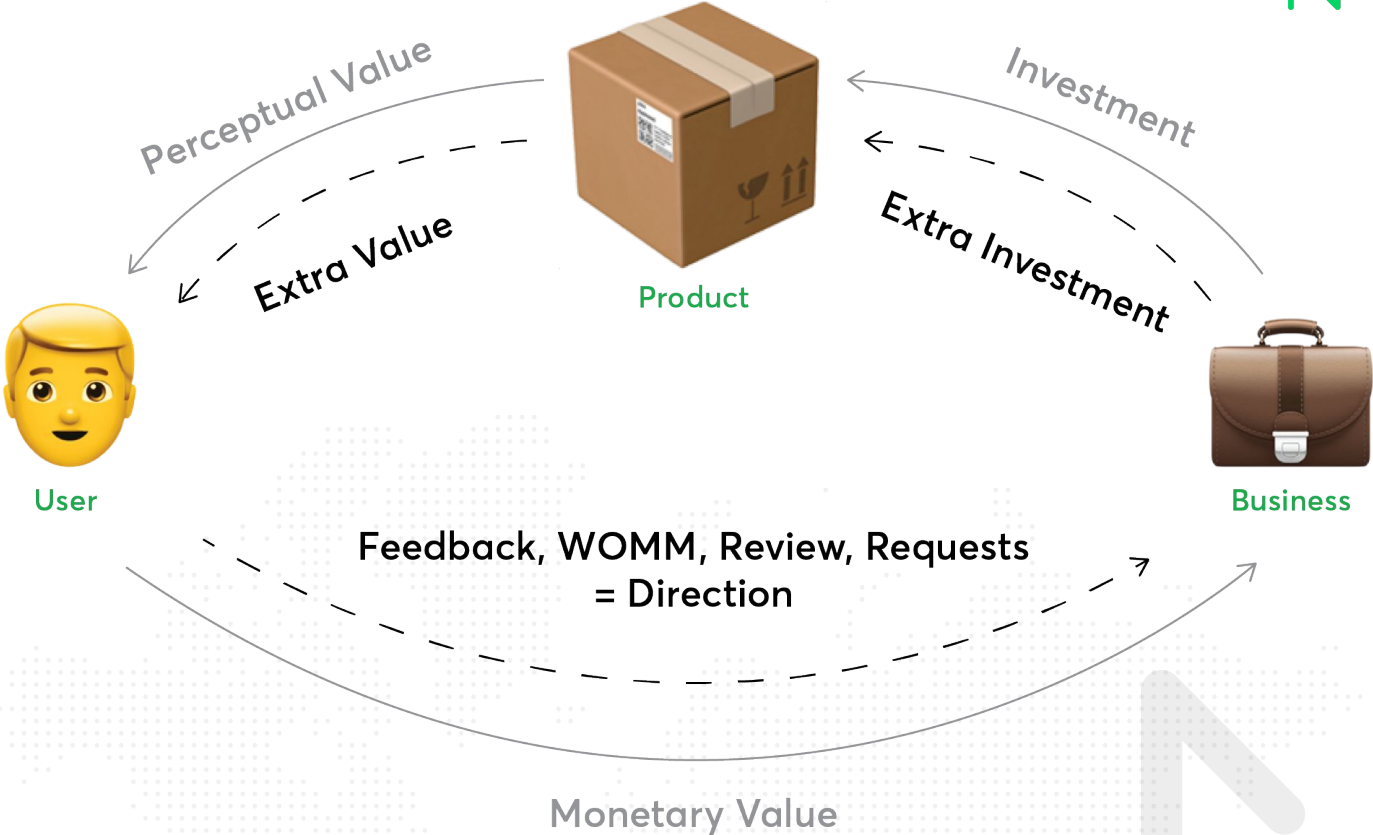 Perceptual Value
Investment
Extra Value
Extra Investment
Product
User
Business
Feedback, WOMM, Review, Requests
= Direction
Monetary Value